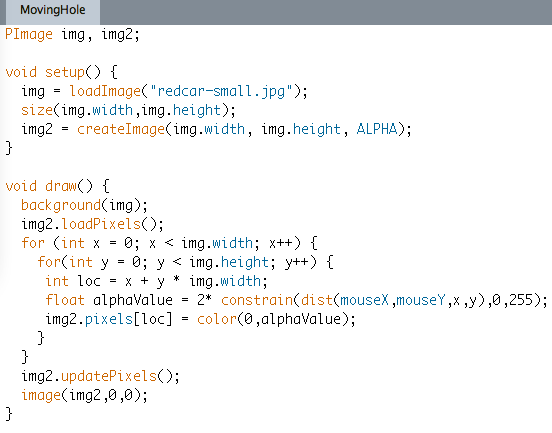 MovingHole
PImage img, img2;
void setup() {
  img = loadImage("redcar-small.jpg");
  size(img.width,img.height);
  img2 = createImage(img.width, img.height, ALPHA);
}
void draw() {
  background(img);
  img2.loadPixels();
  for (int x = 0; x < img.width; x++) {
    for(int y = 0; y < img.height; y++) {
     int loc = x + y * img.width;
     float alphaValue = 2* constrain(dist(mouseX,mouseY,x,y),0,255);
     img2.pixels[loc] = color(0,alphaValue);
    }
  }
  img2.updatePixels();
  image(img2,0,0);
}